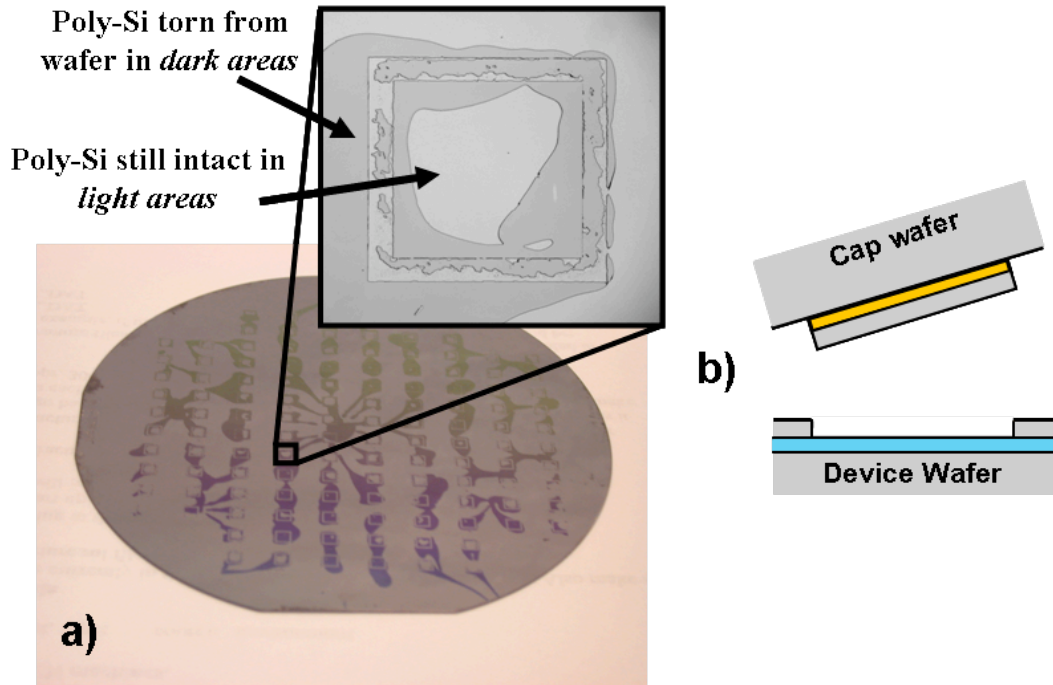 Poly-Si torn from
wafer in dark areas
Poly-Si still intact in
light areas
a)
b)
Cap wafer
Device Wafer